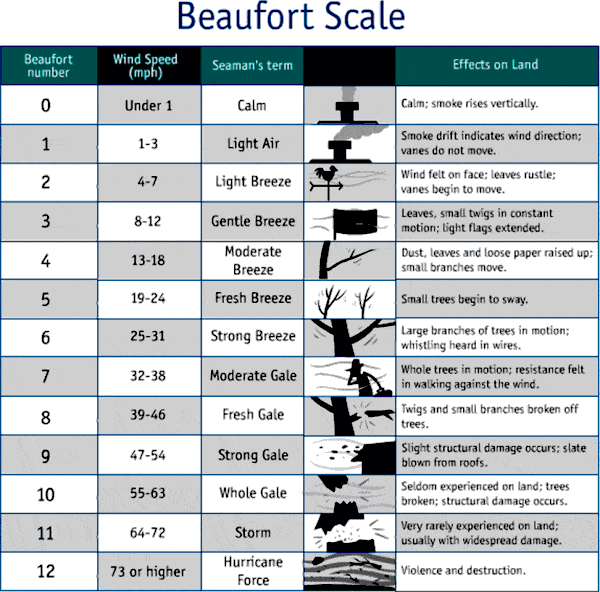 Beaufort Scale
Beaufort number
Wind Speed (mph)
Seaman's term
Effects on Land
0
Under 1
Calm
Calm; smoke rises vertically.
1
1-3
Light Air
Smoke drift indicates wind direction;
vanes do not move.
2
4-7
Light Breeze
Wind felt on face; leaves rustle;
vanes begin to move.
3
8-12
Gentle Breeze
Leaves, small twigs in constant
motion; light flags extended.
4
13-18
Moderate
Breeze
Dust, leaves and loose paper raised up;
small branches move.
5
19-24
Fresh Breeze
Small trees begin to sway.
6
25-31
Strong Breeze
Large branches of trees in motion;
whistling heard in wires.
7
32-38
Moderate Gale
Whole trees in motion; resistance felt
in walking against the wind.
8
39-46
Fresh Gale
Twigs and small branches broken off
trees.
9
47-54
Strong Gale
Slight structural damage occurs; slate
blown from roofs.
10
55-63
Whole Gale
Seldom experienced on land; trees
broken; structural damage occurs.
11
64-72
Storm
Very rarely experienced on land;
usually with widespread damage.
12
73 or higher
Hurricane
Force
Violence and destruction.